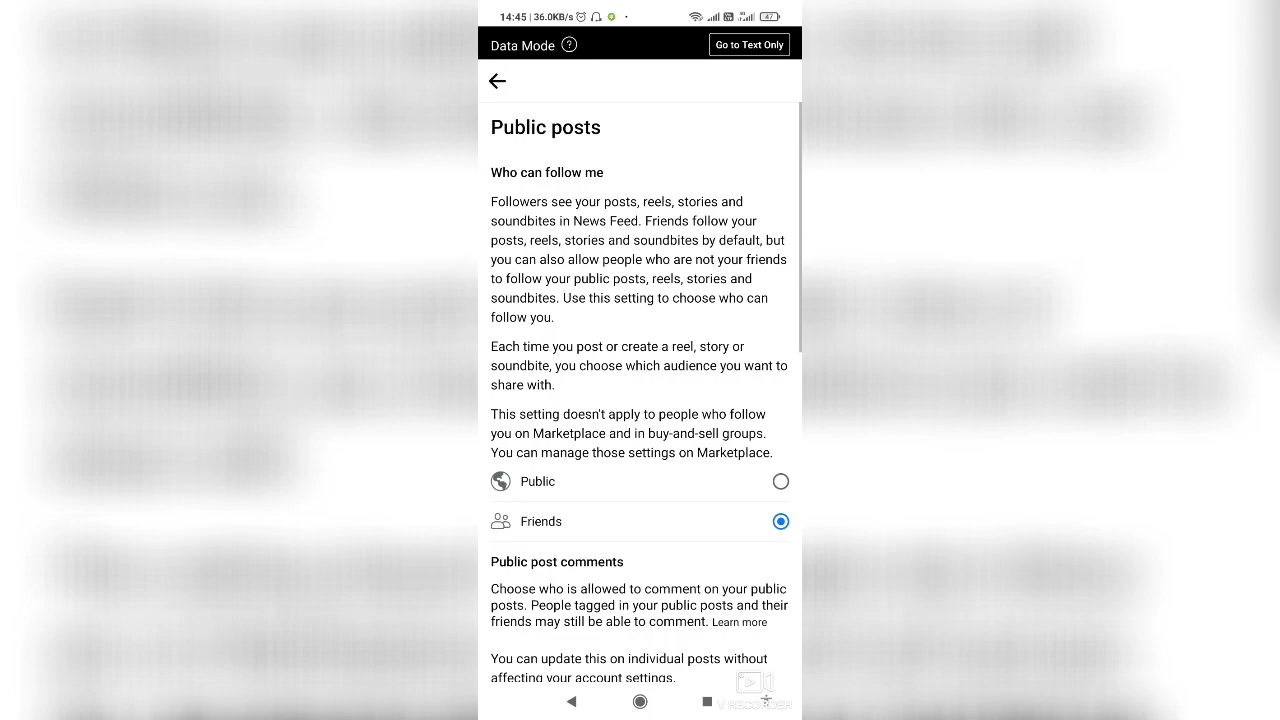 14:45 | 36.0KB/s
47
Data Mode ?
Go to Text Only
Public posts
Who can follow me
Followers see your posts, reels, stories and
soundbites in News Feed. Friends follow your
posts, reels, stories and soundbites by default, but
you can also allow people who are not your friends
to follow your public posts, reels, stories and
soundbites. Use this setting to choose who can
follow you.
Each time you post or create a reel, story or
soundbite, you choose which audience you want to
share with.
This setting doesn't apply to people who follow
you on Marketplace and in buy-and-sell groups.
You can manage those settings on Marketplace.
Public
Friends
Public post comments
Choose who is allowed to comment on your public
posts. People tagged in your public posts and their
friends may still be able to comment. Learn more
You can update this on individual posts without
affecting your account settings.
V RECORDER